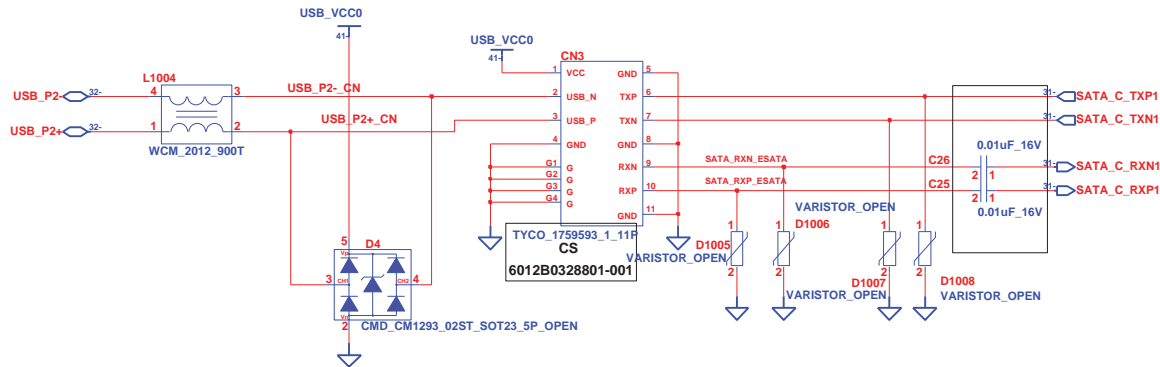 USB_VCC0
41-
USB_VCC0
41-
CN3
L1004
1 VCC GND 5
USB_P2- 32- 4 3 USB_P2-_CN 2 USB_N TXP 6 31- SATA_C_TXP1
USB_P2+ 32- 1 2 USB_P2+_CN 3 USB_P TXN 7 31- SATA_C_TXN1
WCM_2012_900T
4 GND GND 8
0.01uF_16V
G1 G RXN 9 SATA_RXN_ESATA C26 2 1 31- SATA_C_RXN1
G2 G
G3 G RXP 10 SATA_RXP_ESATA C25 2 1 31- SATA_C_RXP1
G4 G
0.01uF_16V
GND 11
TYCO_1759593_1_11P
CS
6012B0328801-001
VARISTOR_OPEN
1 D1006
1 D1005
VARISTOR_OPEN
2 2
1 1
2 2
D1007
D1008
VARISTOR_OPEN
VARISTOR_OPEN
5 D4
Vp
3 CH1 CH2 4
Vn
2
CMD_CM1293_02ST_SOT23_5P_OPEN